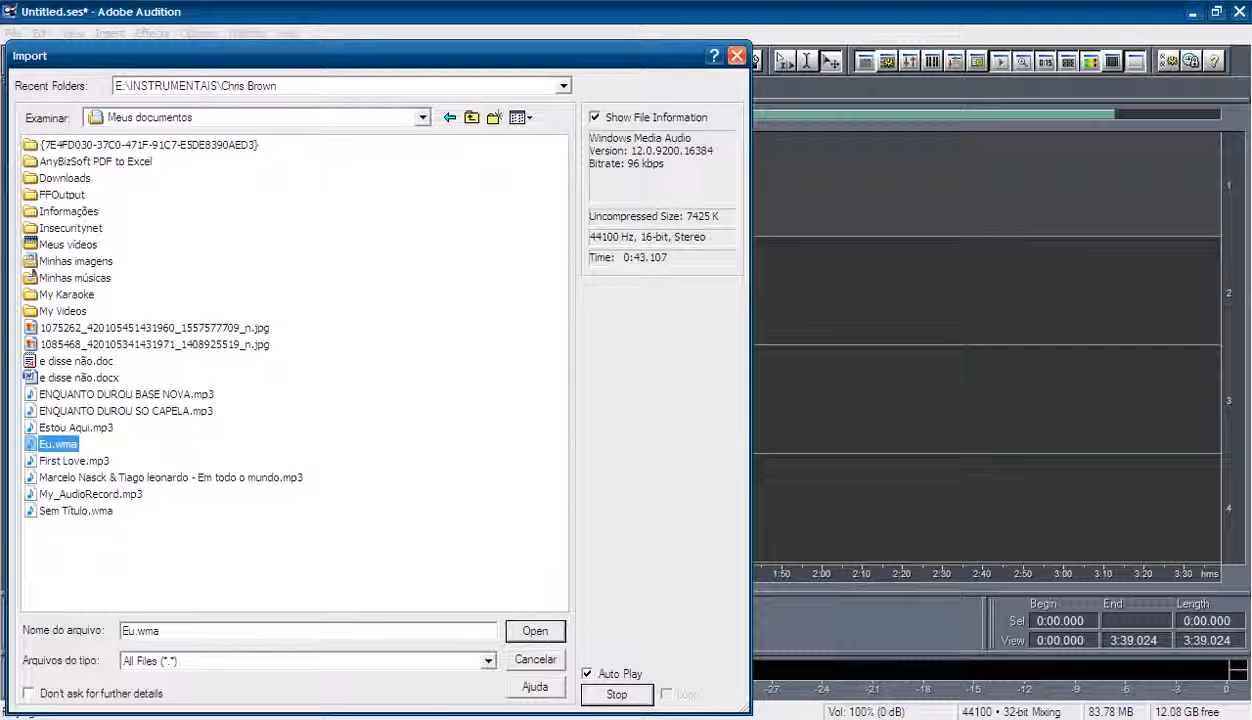 Untitled.ses* - Adobe Audition
Import
Recent Folders: E:\INSTRUMENTAIS\Chris Brown
Examinar: Meus documentos
{7E4FD030-37C0-471F-91C7-E5DE8390AED3}
AnyBizSoft PDF to Excel
Downloads
FFOutput
Informações
Insecuritynet
Meus vídeos
Minhas imagens
Minhas músicas
My Karaoke
My Videos
1075262_420105451431960_1557577709_n.jpg
1085468_420105341431971_1408925519_n.jpg
e disse não.doc
e disse não.docx
ENQUANTO DUROU BASE NOVA.mp3
ENQUANTO DUROU SO CAPELA.mp3
Estou Aqui.mp3
Eu.wma
First Love.mp3
Marcelo Nasck & Tiago leonardo - Em todo o mundo.mp3
My_AudioRecord.mp3
Sem Título.wma
Nome do arquivo: Eu.wma Open
Arquivos do tipo: All Files (*.*) Cancelar
Don't ask for further details Ajuda
Show File Information
Windows Media Audio
Version: 12.0.9200.16384
Bitrate: 96 kbps
Uncompressed Size: 7425 K
44100 Hz, 16-bit, Stereo
Time: 0:43.107
Auto Play
Stop Loop
1
2
3
4
1:50 2:00 2:10 2:20 2:30 2:40 2:50 3:00 3:10 3:20 3:30 hms
Begin End Length
Sel 0:00.000 0:00.000
View 0:00.000 3:39.024 3:39.024
-27 -24 -21 -18 -15 -12 -9 -6 -3 0
Vol: 100% (0 dB) 44100 • 32-bit Mixing 83.78 MB 12.08 GB free